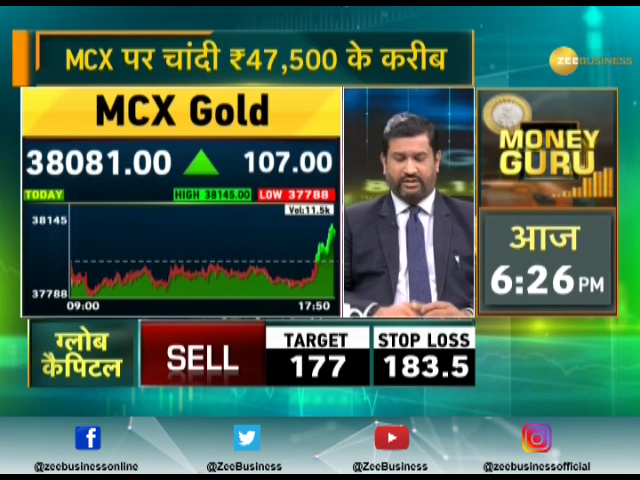 MCX पर चांदी ₹47,500 के करीब
ZEEBUSINESS
MCX Gold
38081.00 107.00
TODAY HIGH 38145.00 LOW 37788
Vol:11.5k
38145
37788
09:00 17:50
MONEY
GURU
आज
6:26 PM
ग्लोब
कैपिटल
SELL
TARGET
177
STOP LOSS
183.5
@zeebusinessonline @ZeeBusiness @ZeeBusiness @zeebusinessofficial